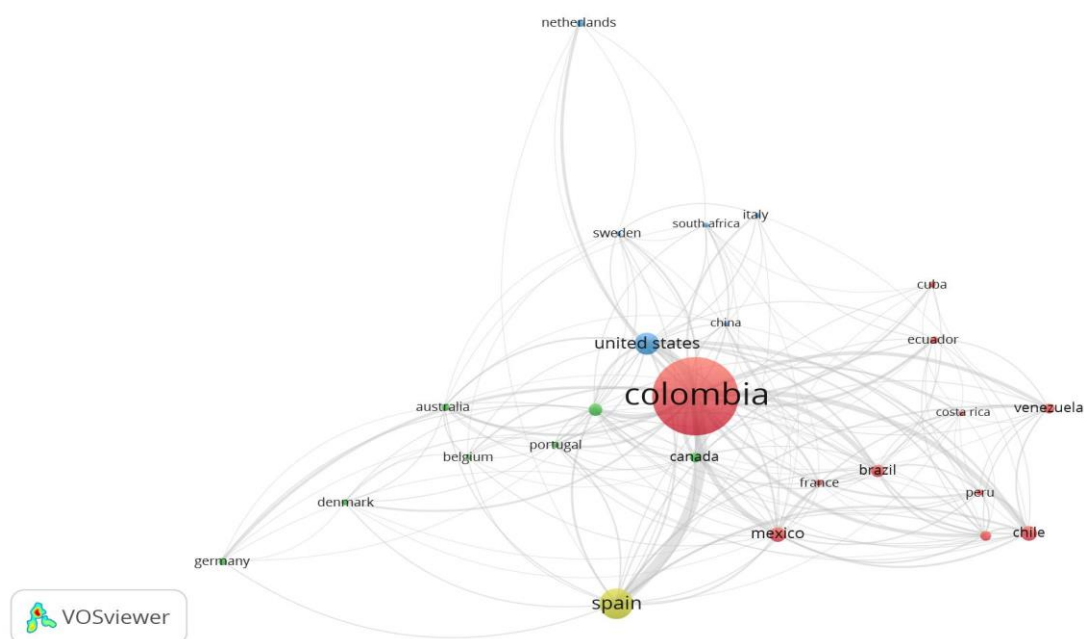 netherlands
italy
south africa
sweden
cuba
china
united states
ecuador
colombia
australia
venezuela
costa rica
portugal
belgium
canada
brazil
france
peru
denmark
mexico
chile
germany
spain
VOSviewer